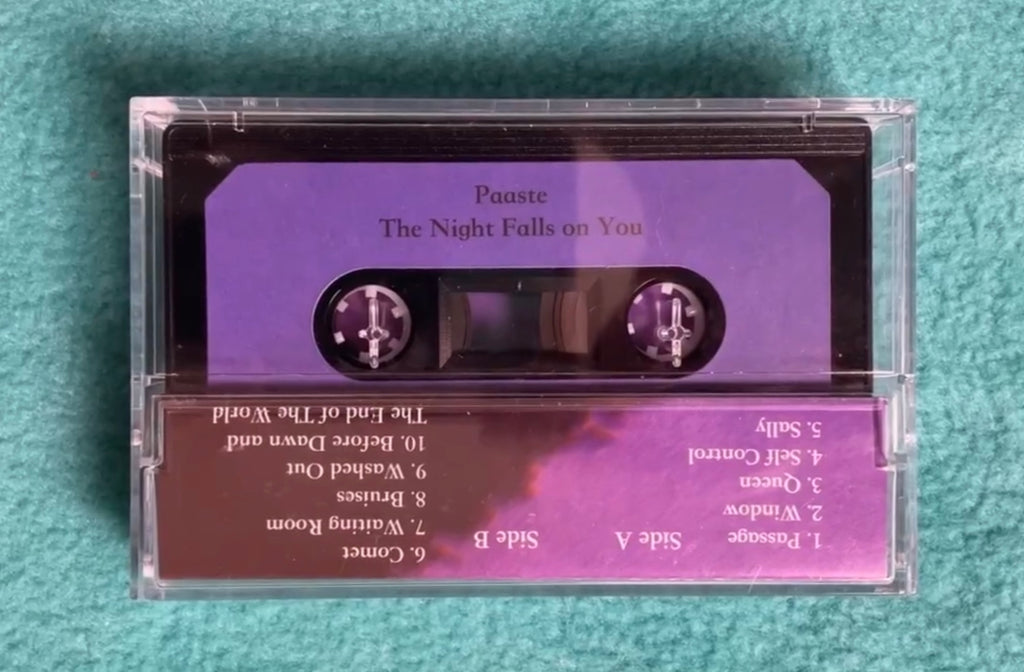 Paaste
The Night Falls on You
Side A
1. Passage
2. Window
3. Queen
4. Self Control
5. Sally
Side B
6. Comet
7. Waiting Room
8. Bruises
9. Washed Out
10. Before Dawn and
The End of The World